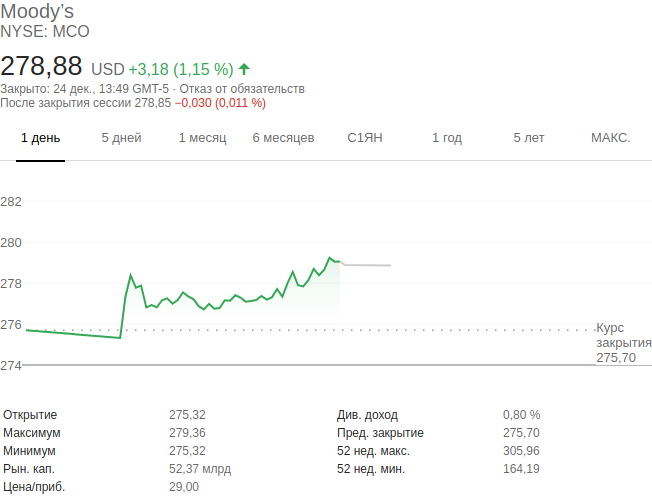 Moody's
NYSE: MCO
278,88 USD +3,18 (1,15 %)
Закрыто: 24 дек., 13:49 GMT-5 · Отказ от обязательств
После закрытия сессии 278,85 −0,030 (0,011 %)
1 день 5 дней 1 месяц 6 месяцев С1ЯН 1 год 5 лет МАКС.
282
280
278
276
274
Курс
закрытия
275,70
Открытие 275,32 Див. доход 0,80 %
Максимум 279,36 Пред. закрытие 275,70
Минимум 275,32 52 нед. макс. 305,96
Рын. кап. 52,37 млрд 52 нед. мин. 164,19
Цена/приб. 29,00